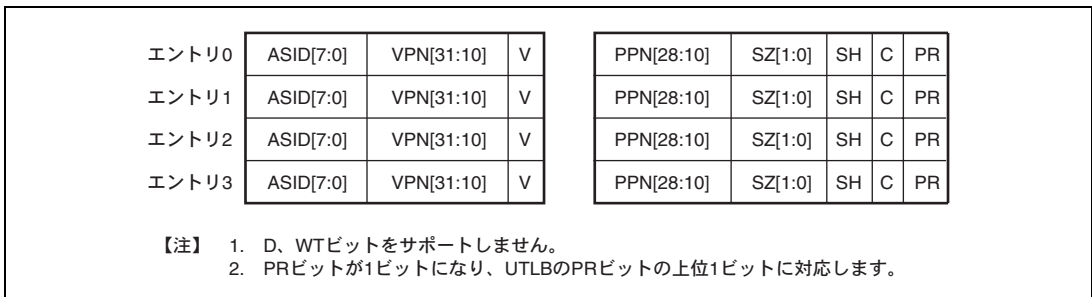 エントリ0 ASID[7:0] VPN[31:10] V PPN[28:10] SZ[1:0] SH C PR
エントリ1 ASID[7:0] VPN[31:10] V PPN[28:10] SZ[1:0] SH C PR
エントリ2 ASID[7:0] VPN[31:10] V PPN[28:10] SZ[1:0] SH C PR
エントリ3 ASID[7:0] VPN[31:10] V PPN[28:10] SZ[1:0] SH C PR
【注】 1. D、WTビットをサポートしません。
2. PRビットが1ビットになり、UTLBのPRビットの上位1ビットに対応します。